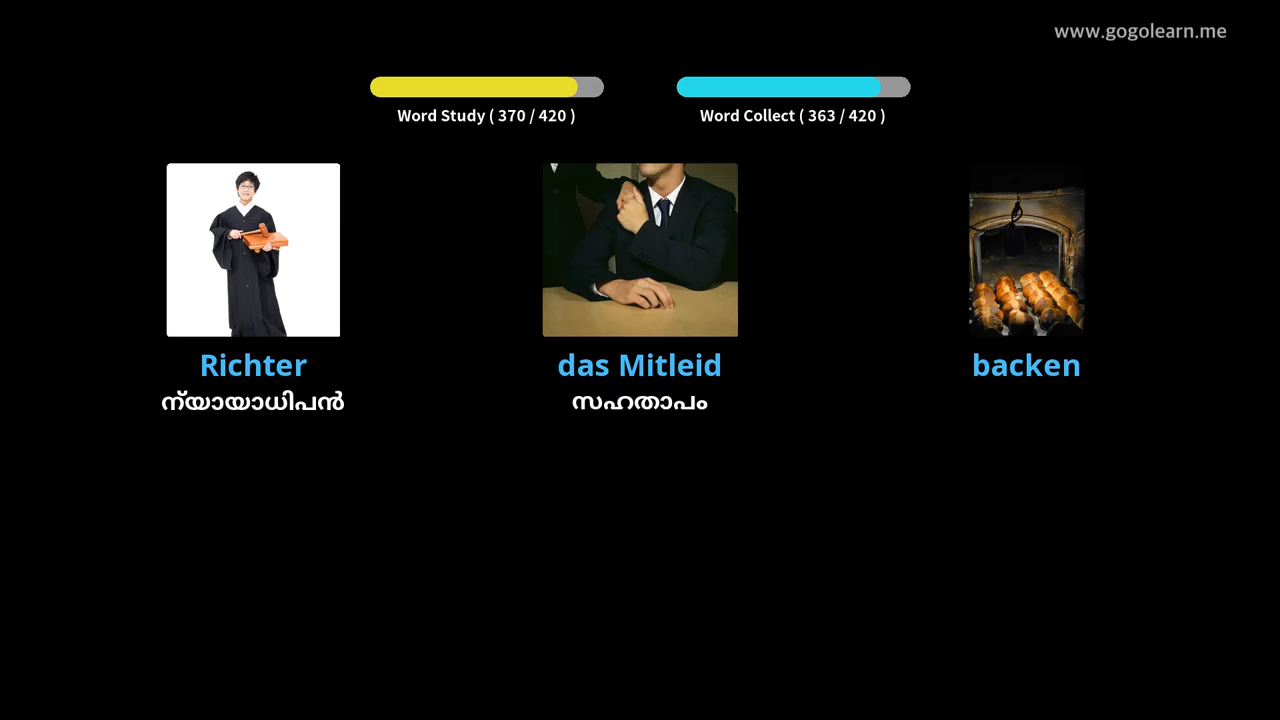 www.gogolearn.me
Word Study ( 370 / 420 )
Word Collect ( 363 / 420 )
Richter
ന്യായാധിപൻ
das Mitleid
സഹതാപം
backen